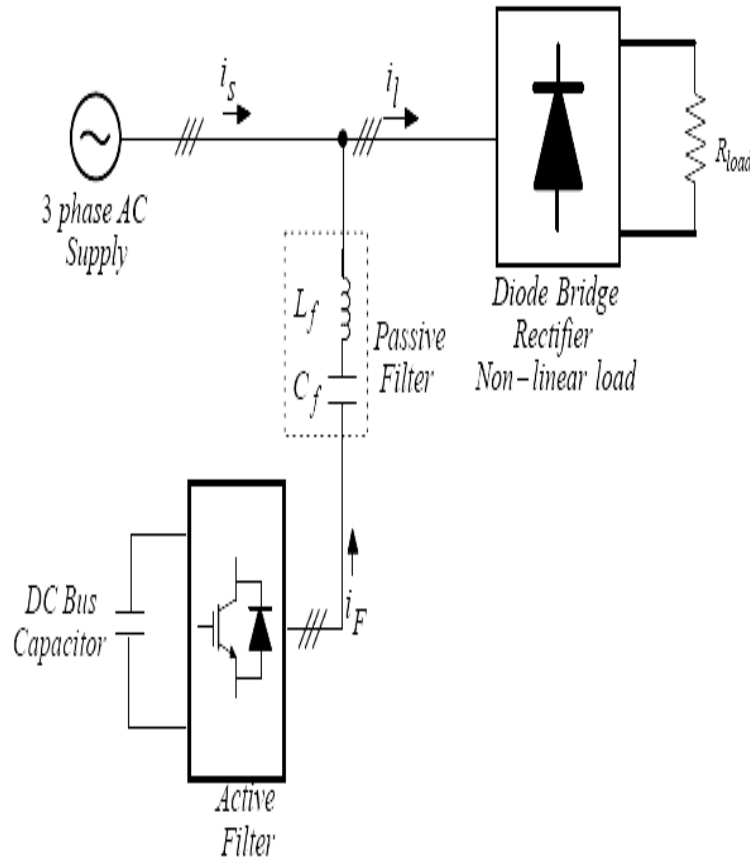 i_s
i_l
3 phase AC
Supply
R_load
L_f
C_f
Passive
Filter
Diode Bridge
Rectifier
Non-linear load
DC Bus
Capacitor
i_F
Active
Filter